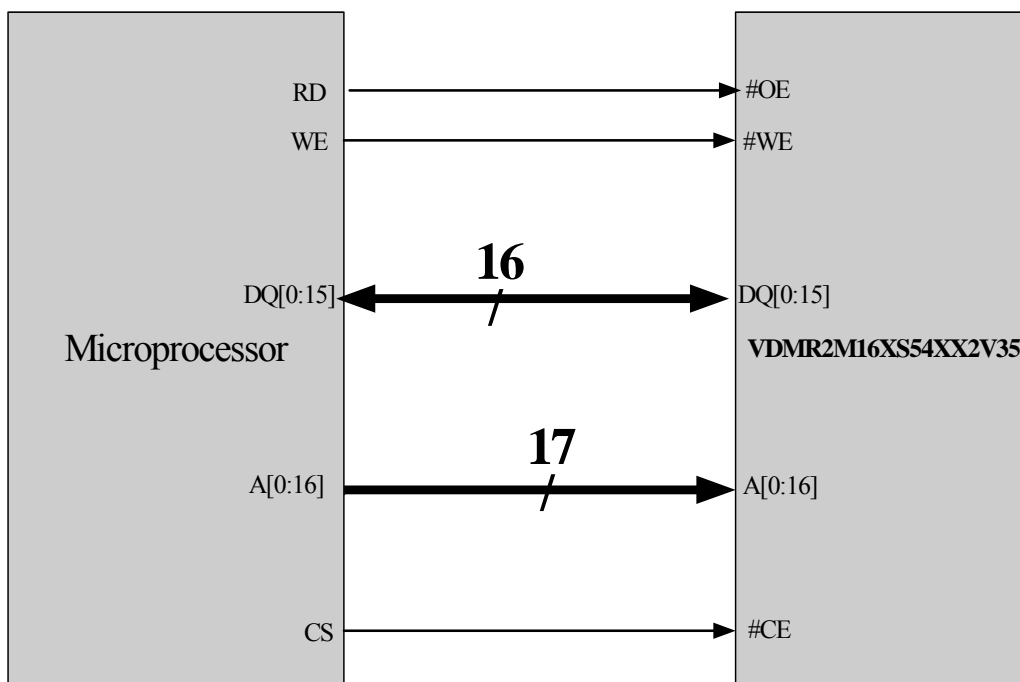 RD
#OE
WE
#WE
16
DQ[0:15]
DQ[0:15]
Microprocessor
VDMR2M16XS54XX2V35
17
A[0:16]
A[0:16]
CS
#CE